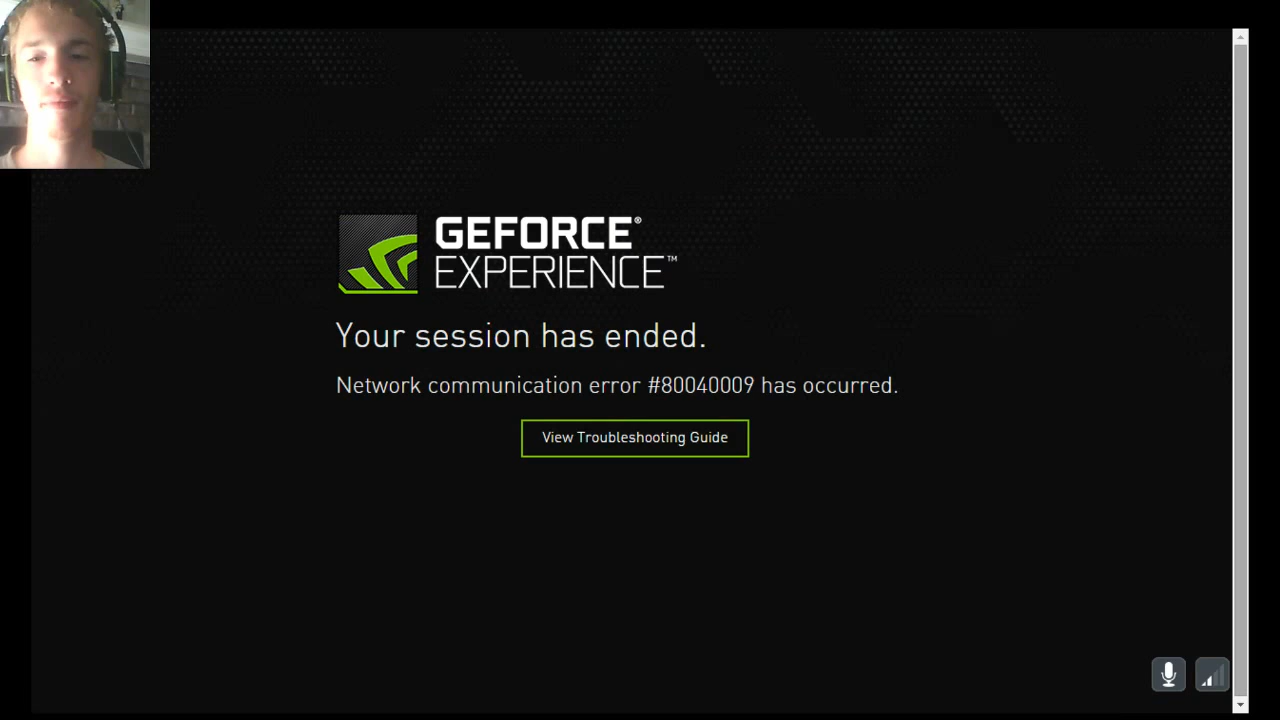 GEFORCE®
EXPERIENCE™
Your session has ended.
Network communication error #80040009 has occurred.
View Troubleshooting Guide